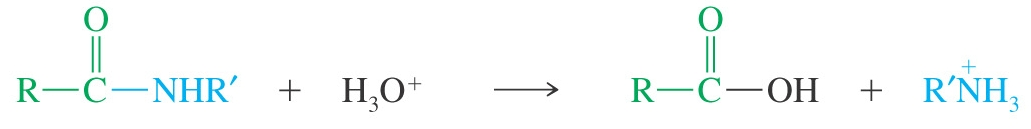 O O
R—C—NHR′ + H₃O⁺ ⟶ R—C—OH + R′N⁺H₃